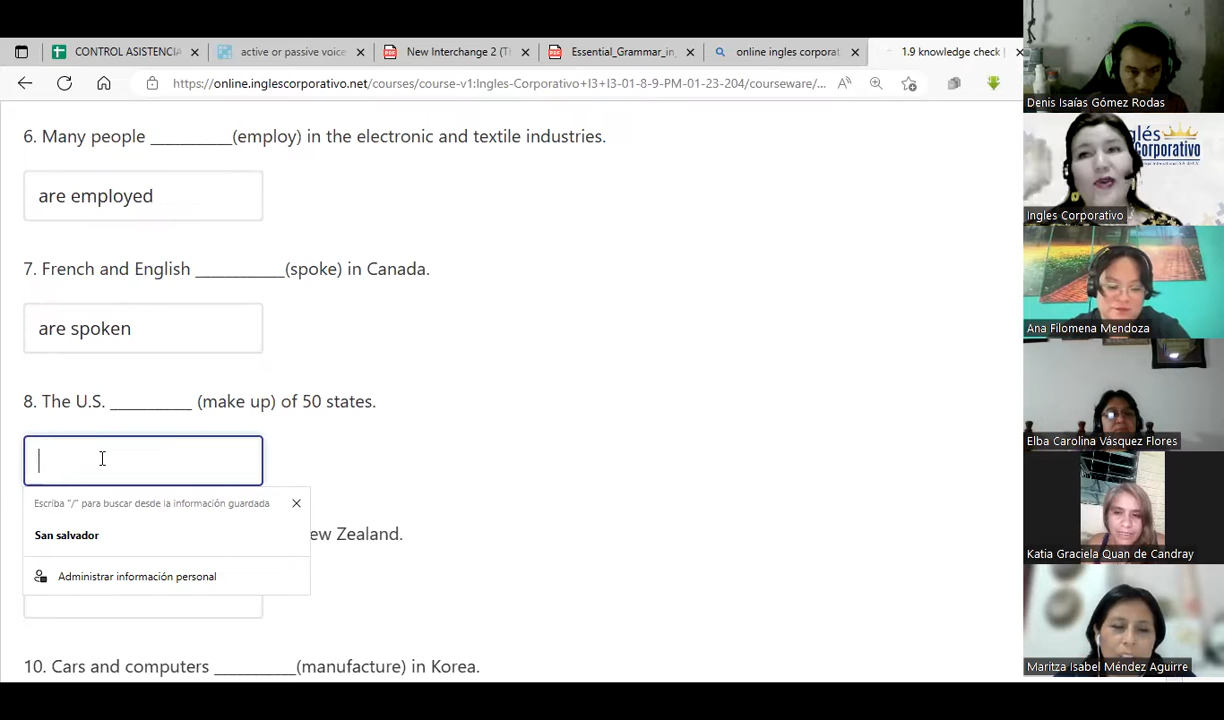 CONTROL ASISTENCIA
active or passive voice
New Interchange 2 (T
Essential_Grammar_in_
online ingles corporat
1.9 knowledge check |
https://online.inglescorporativo.net/courses/course-v1:Ingles-Corporativo+I3+I3-01-8-9-PM-01-23-204/courseware/...
6. Many people __________(employ) in the electronic and textile industries.
are employed
7. French and English ___________(spoke) in Canada.
are spoken
8. The U.S. __________ (make up) of 50 states.
Escriba "/" para buscar desde la información guardada
San salvador
ew Zealand.
Administrar información personal
10. Cars and computers __________(manufacture) in Korea.
Denis Isaías Gómez Rodas
glés
Corporativo
Ingles Corporativo
Ana Filomena Mendoza
Elba Carolina Vásquez Flores
Katia Graciela Quan de Candray
Maritza Isabel Méndez Aguirre